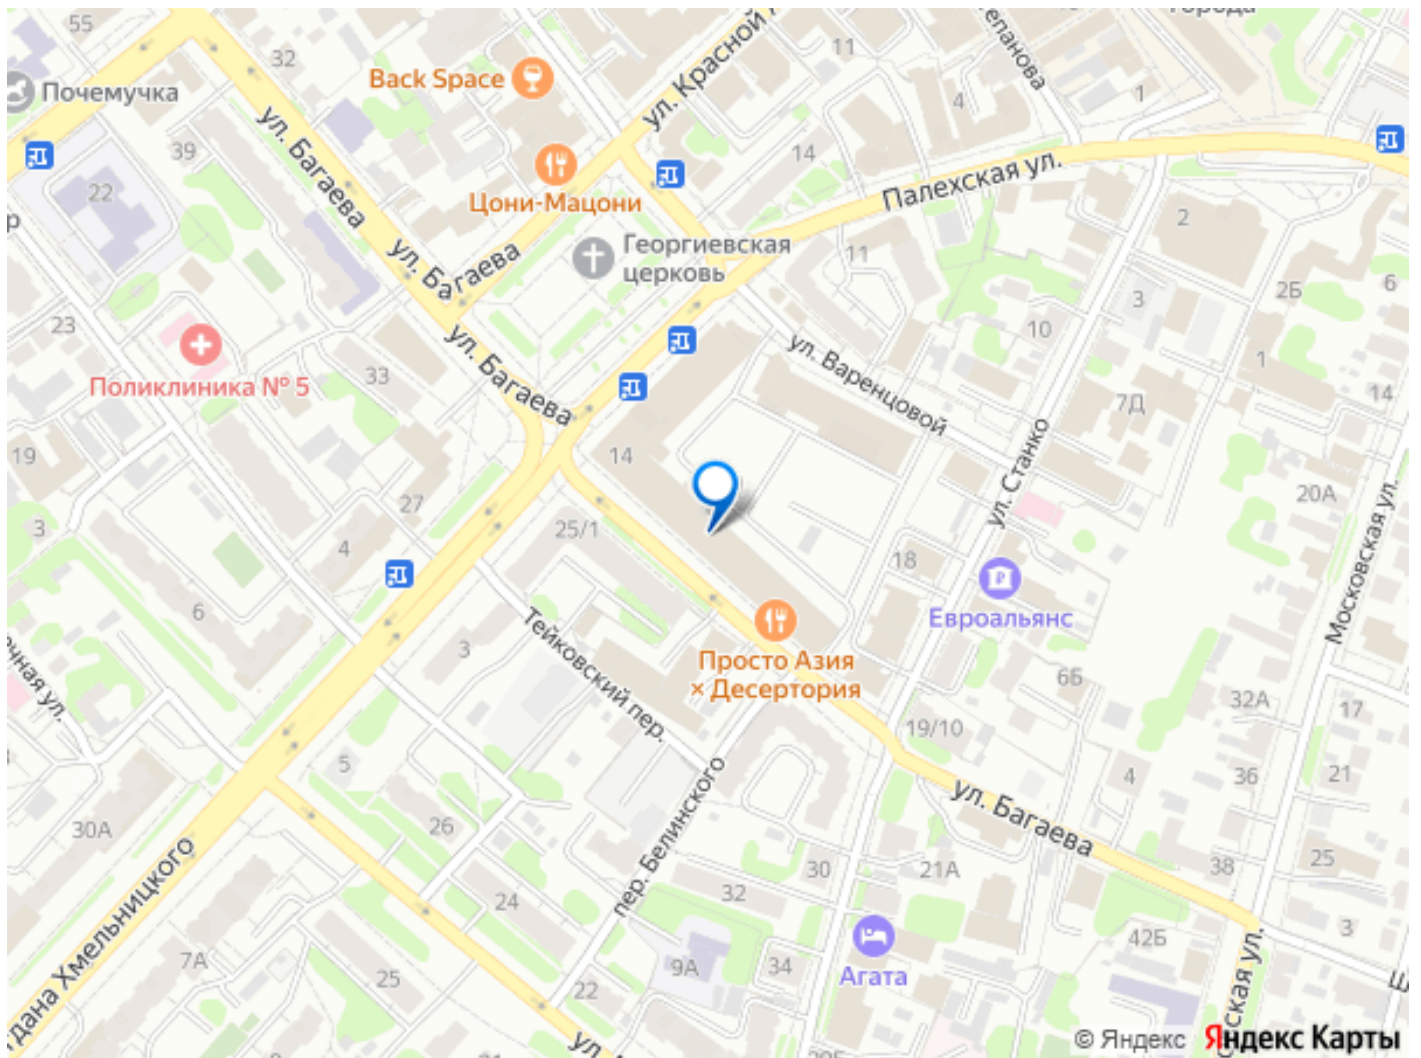 55
32
Back Space
ул. Красной
11
города
4
1
Почемучка
39
ул. Багаева
22
14
Палехская ул.
Цони-Мацони
2
Георгиевская
церковь
11
ул. Багаева
3
2Б
6
23
10
ул. Багаева
ул. Варенцовой
1
Поликлиника № 5
33
7Д
14
19
14
ул. Станко
27
20А
3
25/1
4
18
Московская ул.
6
Евроальянс
3
Тейковский пер.
Просто Азия
× Десертория
6Б
32А
17
19/10
5
4
36
21
ул. Багаева
30А
26
пер. Белинского
30
21А
38
25
24
32
42Б
3
Агата
7А
25
9А
34
22
© Яндекс Яндекс Карты